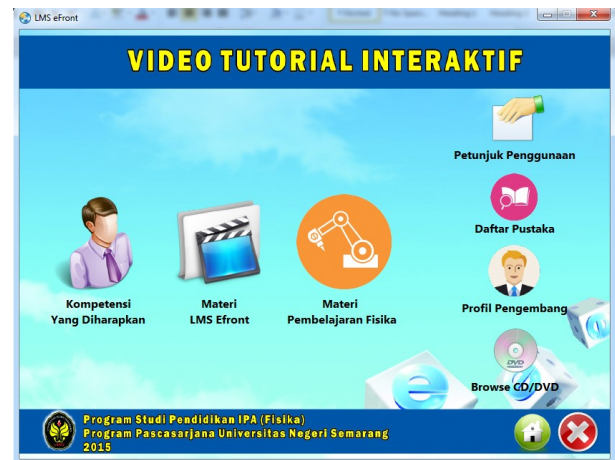 LMS eFront
VIDEO TUTORIAL INTERAKTIF
Petunjuk Penggunaan
Daftar Pustaka
Kompetensi
Yang Diharapkan
Materi
LMS Efront
Materi
Pembelajaran Fisika
Profil Pengembang
DVD
Browse CD/DVD
Program Studi Pendidikan IPA (Fisika)
Program Pascasarjana Universitas Negeri Semarang
2015